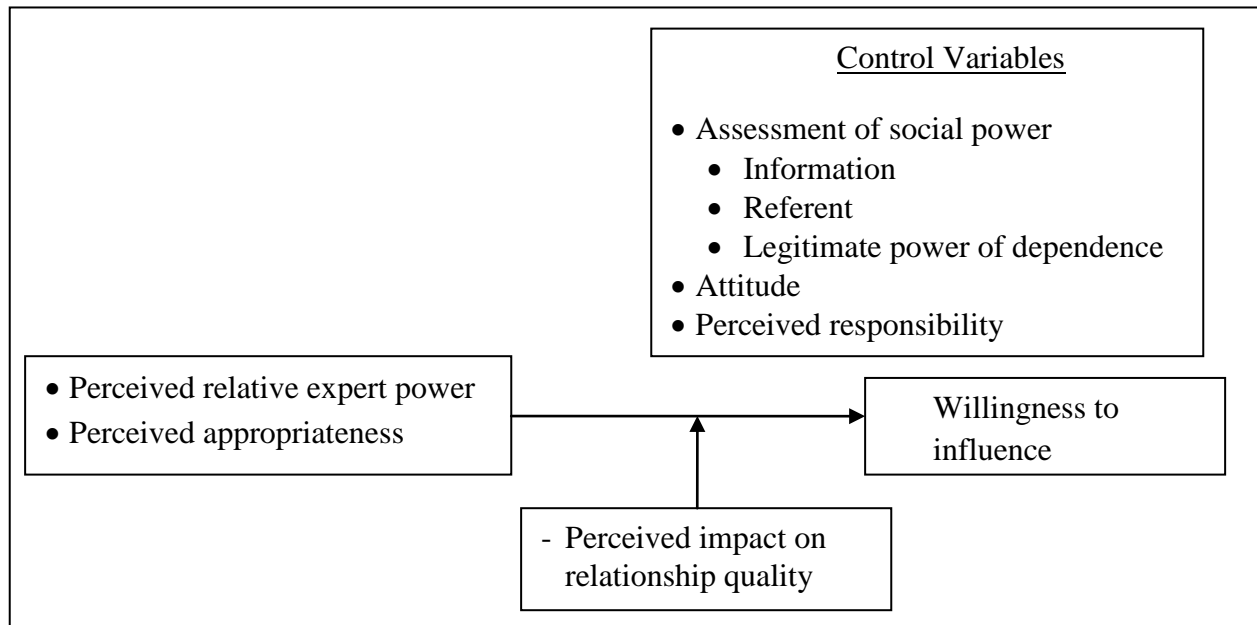 Control Variables
• Assessment of social power
• Information
• Referent
• Legitimate power of dependence
• Attitude
• Perceived responsibility
• Perceived relative expert power
• Perceived appropriateness
Willingness to
influence
- Perceived impact on
relationship quality